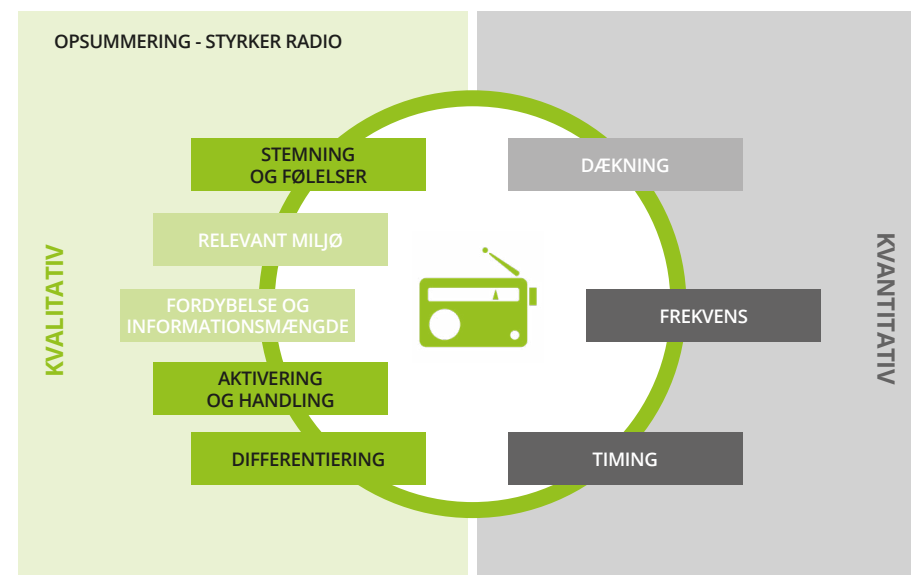 OPSUMMERING - STYRKER RADIO
KVALITATIV
STEMNING
OG FØLELSER
RELEVANT MILJØ
FORDYBELSE OG
INFORMATIONSMÆNGDE
AKTIVERING
OG HANDLING
DIFFERENTIERING
DÆKNING
FREKVENS
TIMING
KVANTITATIV